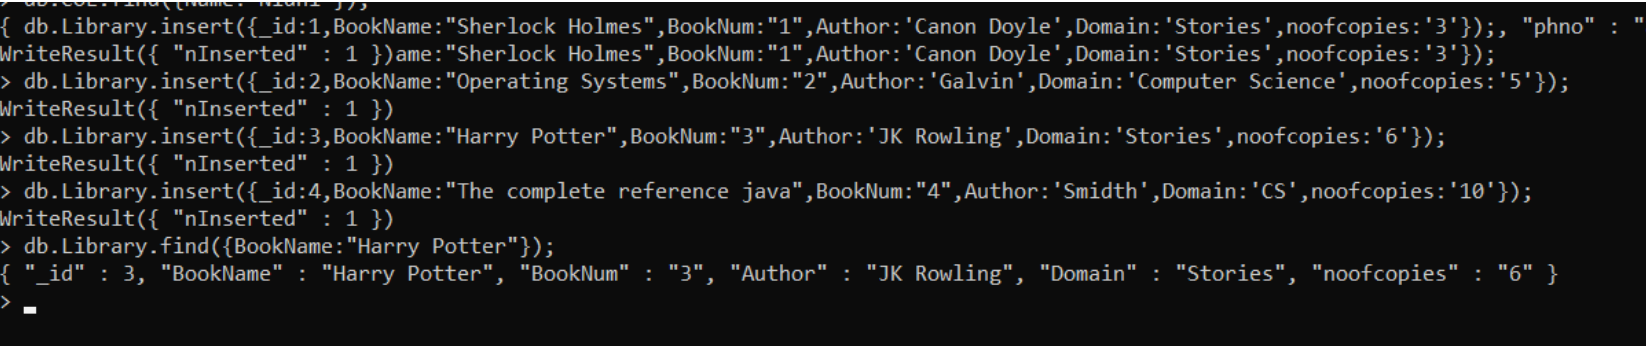 > db.COE.find({Name:"Nidhi"});
{ db.Library.insert({_id:1,BookName:"Sherlock Holmes",BookNum:"1",Author:'Canon Doyle',Domain:'Stories',noofcopies:'3'});, "phno" : "
WriteResult({ "nInserted" : 1 })ame:"Sherlock Holmes",BookNum:"1",Author:'Canon Doyle',Domain:'Stories',noofcopies:'3'});
> db.Library.insert({_id:2,BookName:"Operating Systems",BookNum:"2",Author:'Galvin',Domain:'Computer Science',noofcopies:'5'});
WriteResult({ "nInserted" : 1 })
> db.Library.insert({_id:3,BookName:"Harry Potter",BookNum:"3",Author:'JK Rowling',Domain:'Stories',noofcopies:'6'});
WriteResult({ "nInserted" : 1 })
> db.Library.insert({_id:4,BookName:"The complete reference java",BookNum:"4",Author:'Smidth',Domain:'CS',noofcopies:'10'});
WriteResult({ "nInserted" : 1 })
> db.Library.find({BookName:"Harry Potter"});
{ "_id" : 3, "BookName" : "Harry Potter", "BookNum" : "3", "Author" : "JK Rowling", "Domain" : "Stories", "noofcopies" : "6" }
>